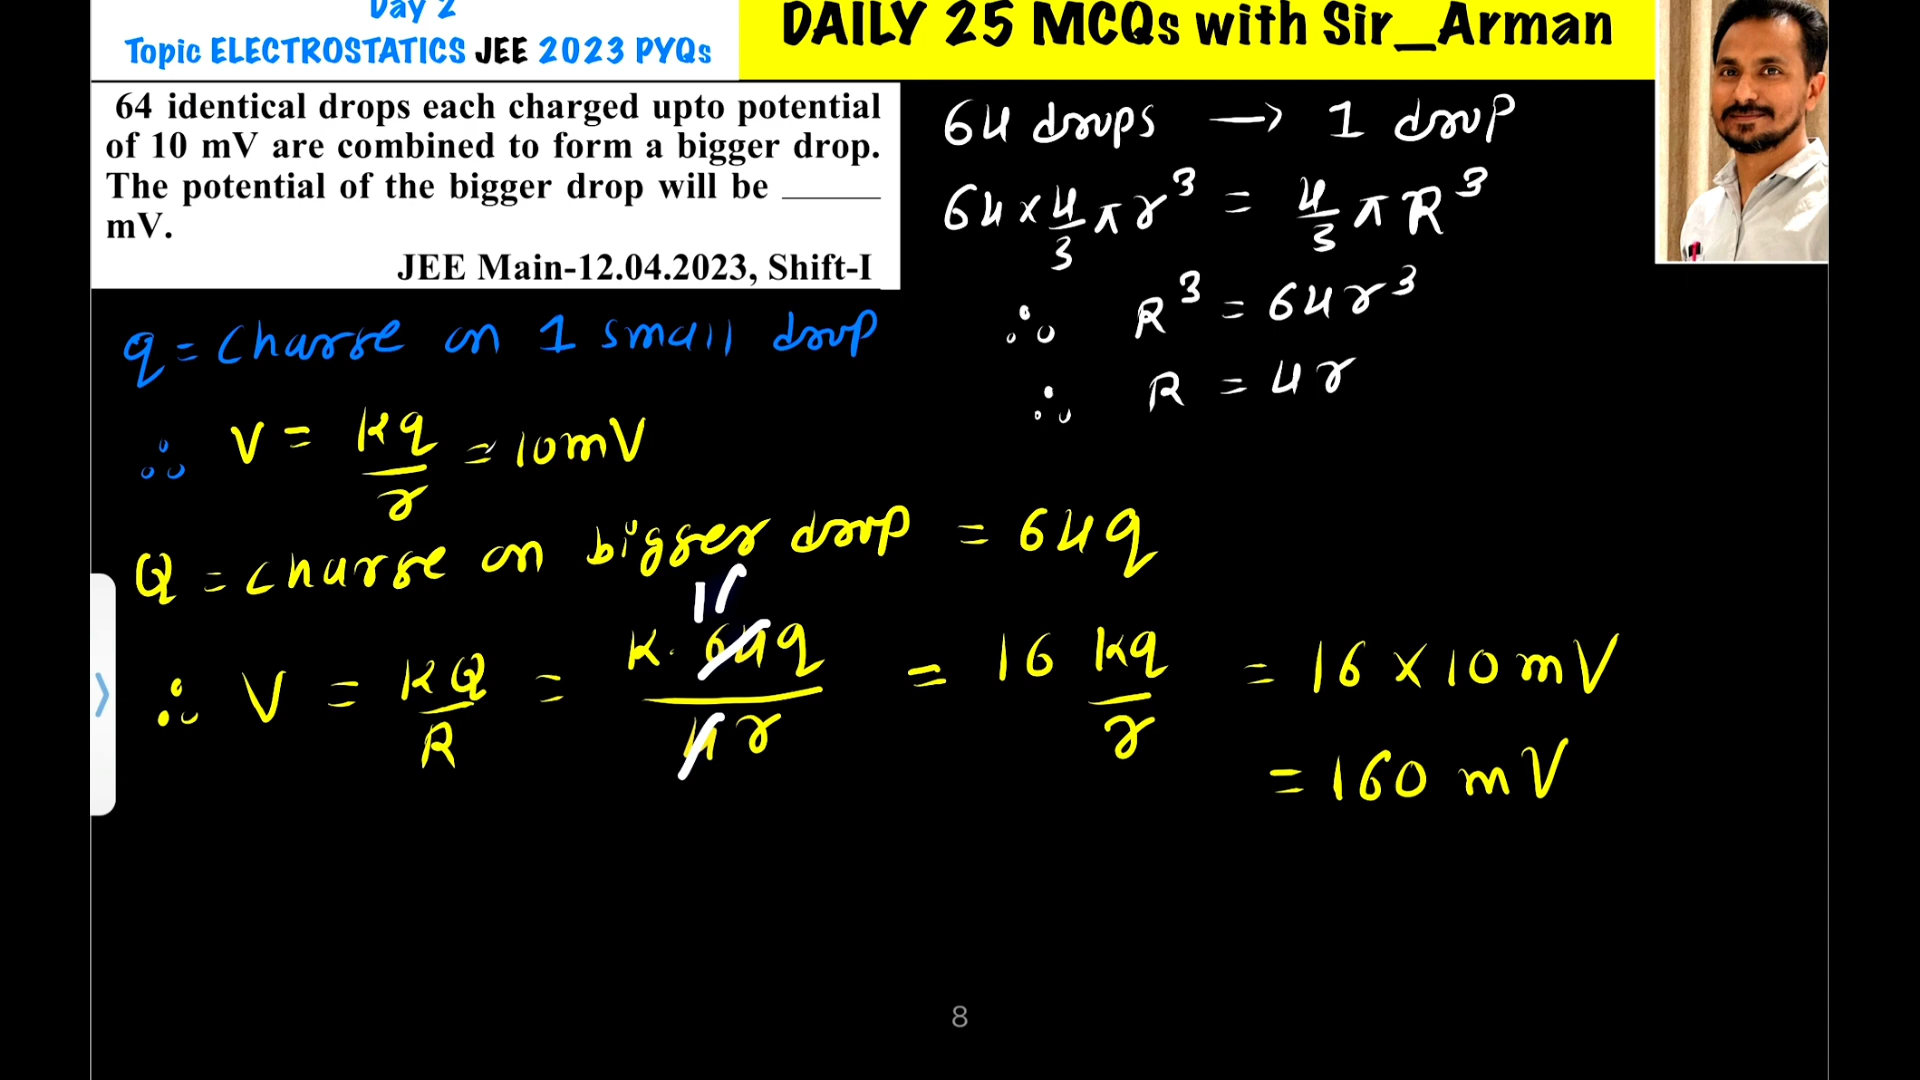 Day 2
Topic ELECTROSTATICS JEE 2023 PYQs
DAILY 25 MCQs with Sir_Arman
64 identical drops each charged upto potential
of 10 mV are combined to form a bigger drop.
The potential of the bigger drop will be ______
mV.
JEE Main-12.04.2023, Shift-I
64 drops → 1 drop
64 × 4/3 π r³ = 4/3 π R³
∴ R³ = 64 r³
∴ R = 4 r
q = charge on 1 small drop
∴ V = kq/r = 10 mV
Q = charge on bigger drop = 64q
16
∴ V = kQ/R = k·64q/4r = 16 kq/r = 16 × 10 mV
= 160 mV
8